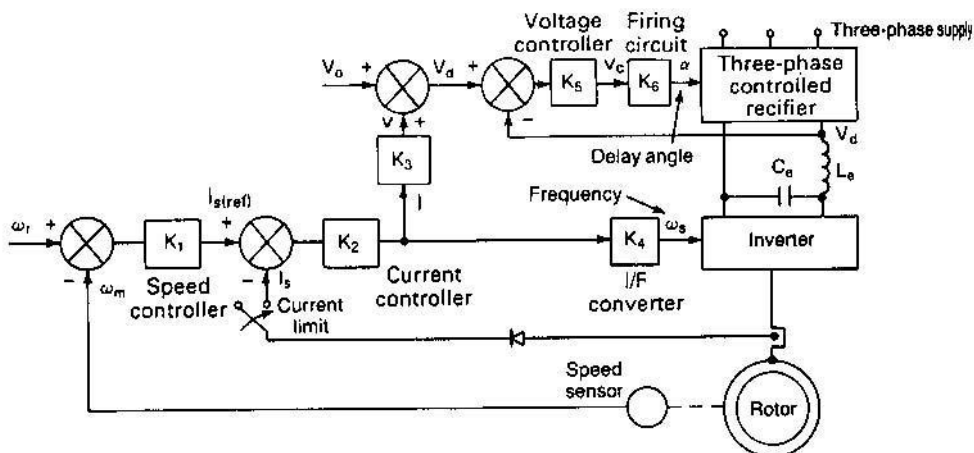 Three-phase supply
Voltage controller
Firing circuit
Three-phase controlled recifier
V_o
+
V_d
+
K_5
V_c
K_6
α
V
+
-
Delay angle
V_d
K_3
C_e
L_e
I
Frequency
I_s(ref)
ω_r
+
K_1
+
K_2
K_4
ω_s
Inverter
-
ω_m
Speed controller
-
I_s
Current limit
Current controller
I/F converter
Speed sensor
Rotor